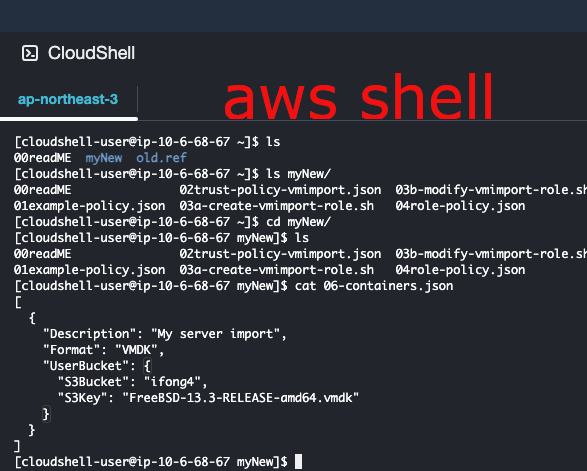 CloudShell
ap-northeast-3
aws shell
[cloudshell-user@ip-10-6-68-67 ~]$ ls
00readME  myNew  old.ref
[cloudshell-user@ip-10-6-68-67 ~]$ ls myNew/
00readME               02trust-policy-vmimport.json  03b-modify-vmimport-role.sh
01example-policy.json  03a-create-vmimport-role.sh   04role-policy.json
[cloudshell-user@ip-10-6-68-67 ~]$ cd myNew/
[cloudshell-user@ip-10-6-68-67 myNew]$ ls
00readME               02trust-policy-vmimport.json  03b-modify-vmimport-role.sh
01example-policy.json  03a-create-vmimport-role.sh   04role-policy.json
[cloudshell-user@ip-10-6-68-67 myNew]$ cat 06-containers.json
[
  {
    "Description": "My server import",
    "Format": "VMDK",
    "UserBucket": {
      "S3Bucket": "ifong4",
      "S3Key": "FreeBSD-13.3-RELEASE-amd64.vmdk"
    }
  }
]
[cloudshell-user@ip-10-6-68-67 myNew]$